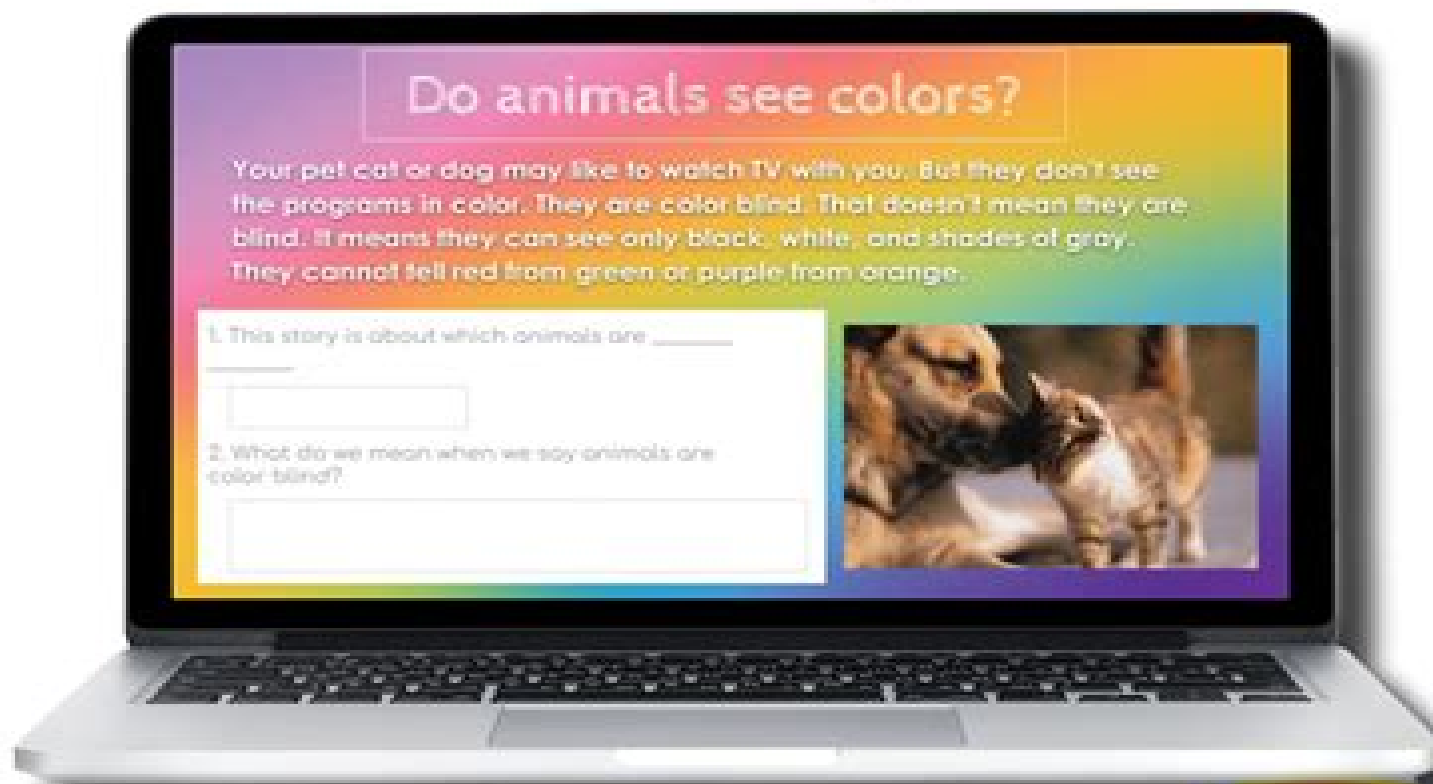 Do animals see colors?
Your pet cat or dog may like to watch TV with you. But they don't see
the programs in color. They are color blind. That doesn't mean they are
blind. It means they can see only black, white, and shades of gray.
They cannot tell red from green or purple from orange.
1. This story is about which animals are ______
______
2. What do we mean when we say animals are
color blind?